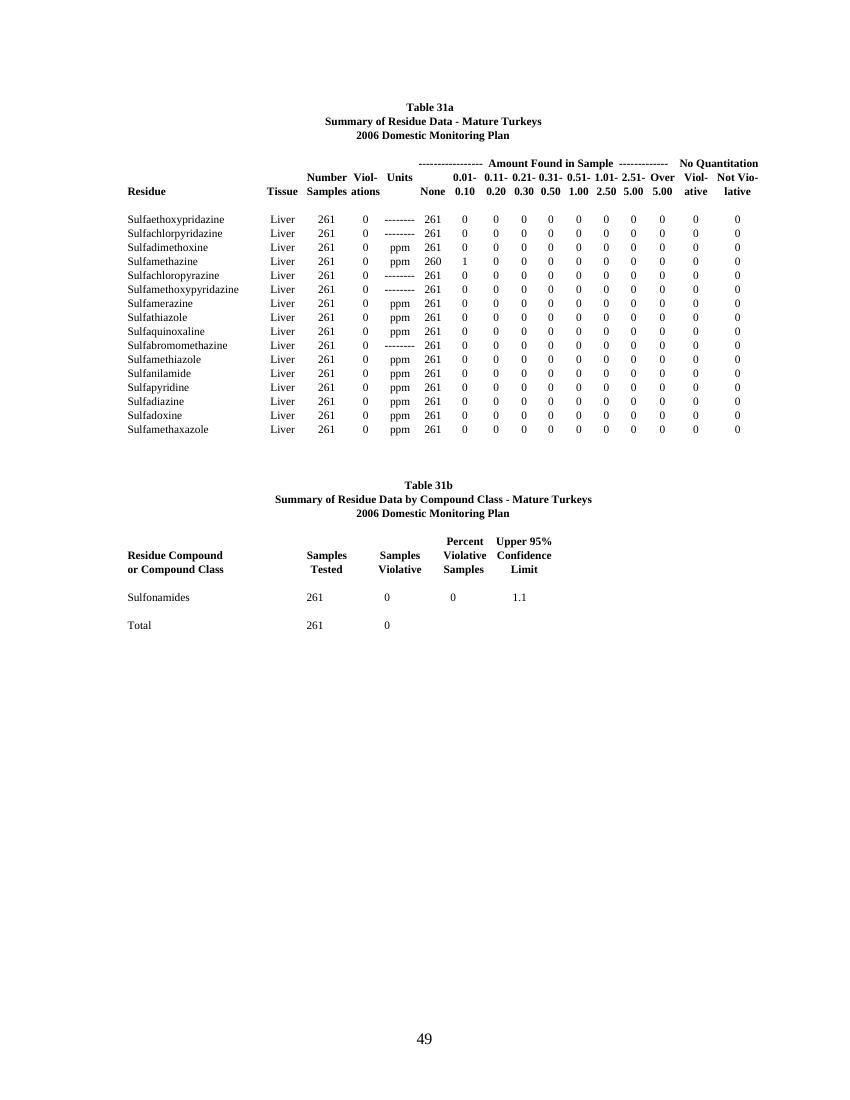 Table 31a
Summary of Residue Data - Mature Turkeys
2006 Domestic Monitoring Plan
----------------- Amount Found in Sample ------------- No Quantitation
Number Viol- Units 0.01- 0.11- 0.21- 0.31- 0.51- 1.01- 2.51- Over Viol- Not Vio-
Residue Tissue Samples ations None 0.10 0.20 0.30 0.50 1.00 2.50 5.00 5.00 ative lative
Sulfaethoxypridazine Liver 261 0 -------- 261 0 0 0 0 0 0 0 0 0 0
Sulfachlorpyridazine Liver 261 0 -------- 261 0 0 0 0 0 0 0 0 0 0
Sulfadimethoxine Liver 261 0 ppm 261 0 0 0 0 0 0 0 0 0 0
Sulfamethazine Liver 261 0 ppm 260 1 0 0 0 0 0 0 0 0 0
Sulfachloropyrazine Liver 261 0 -------- 261 0 0 0 0 0 0 0 0 0 0
Sulfamethoxypyridazine Liver 261 0 -------- 261 0 0 0 0 0 0 0 0 0 0
Sulfamerazine Liver 261 0 ppm 261 0 0 0 0 0 0 0 0 0 0
Sulfathiazole Liver 261 0 ppm 261 0 0 0 0 0 0 0 0 0 0
Sulfaquinoxaline Liver 261 0 ppm 261 0 0 0 0 0 0 0 0 0 0
Sulfabromomethazine Liver 261 0 -------- 261 0 0 0 0 0 0 0 0 0 0
Sulfamethiazole Liver 261 0 ppm 261 0 0 0 0 0 0 0 0 0 0
Sulfanilamide Liver 261 0 ppm 261 0 0 0 0 0 0 0 0 0 0
Sulfapyridine Liver 261 0 ppm 261 0 0 0 0 0 0 0 0 0 0
Sulfadiazine Liver 261 0 ppm 261 0 0 0 0 0 0 0 0 0 0
Sulfadoxine Liver 261 0 ppm 261 0 0 0 0 0 0 0 0 0 0
Sulfamethaxazole Liver 261 0 ppm 261 0 0 0 0 0 0 0 0 0 0
Table 31b
Summary of Residue Data by Compound Class - Mature Turkeys
2006 Domestic Monitoring Plan
Percent Upper 95%
Residue Compound Samples Samples Violative Confidence
or Compound Class Tested Violative Samples Limit
Sulfonamides 261 0 0 1.1
Total 261 0
49